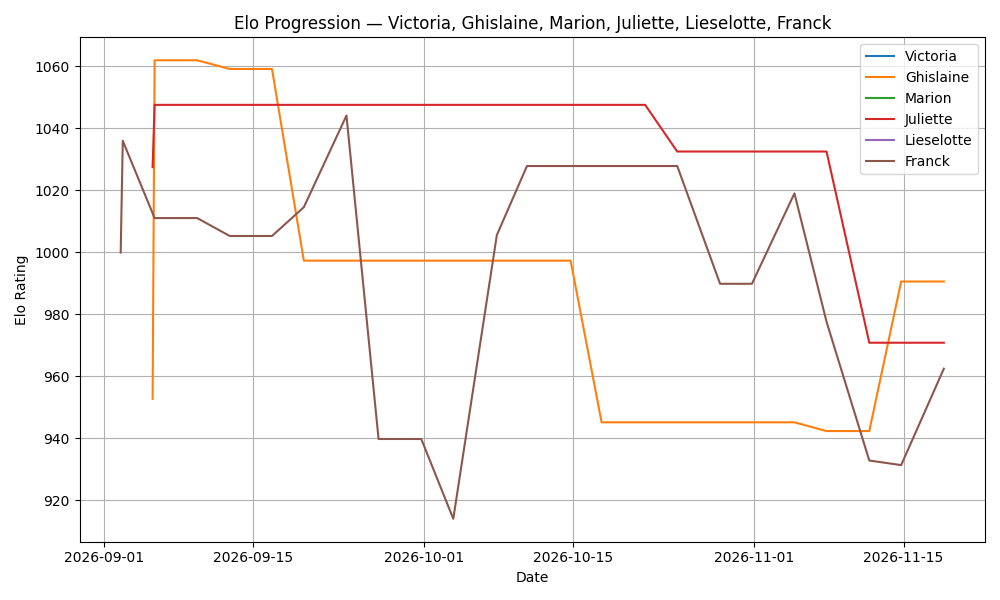 Elo Progression — Victoria, Ghislaine, Marion, Juliette, Lieselotte, Franck
Elo Rating
1060
1040
1020
1000
980
960
940
920
Victoria
Ghislaine
Marion
Juliette
Lieselotte
Franck
2026-09-01
2026-09-15
2026-10-01
2026-10-15
2026-11-01
2026-11-15
Date